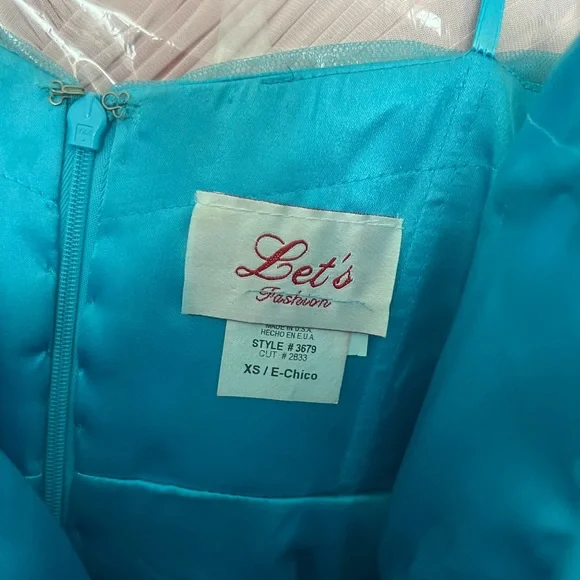 Let's
Fashion
MADE IN U.S.A.
HECHO EN E.U.A
STYLE # 3679
CUT # 2833
XS / E-Chico